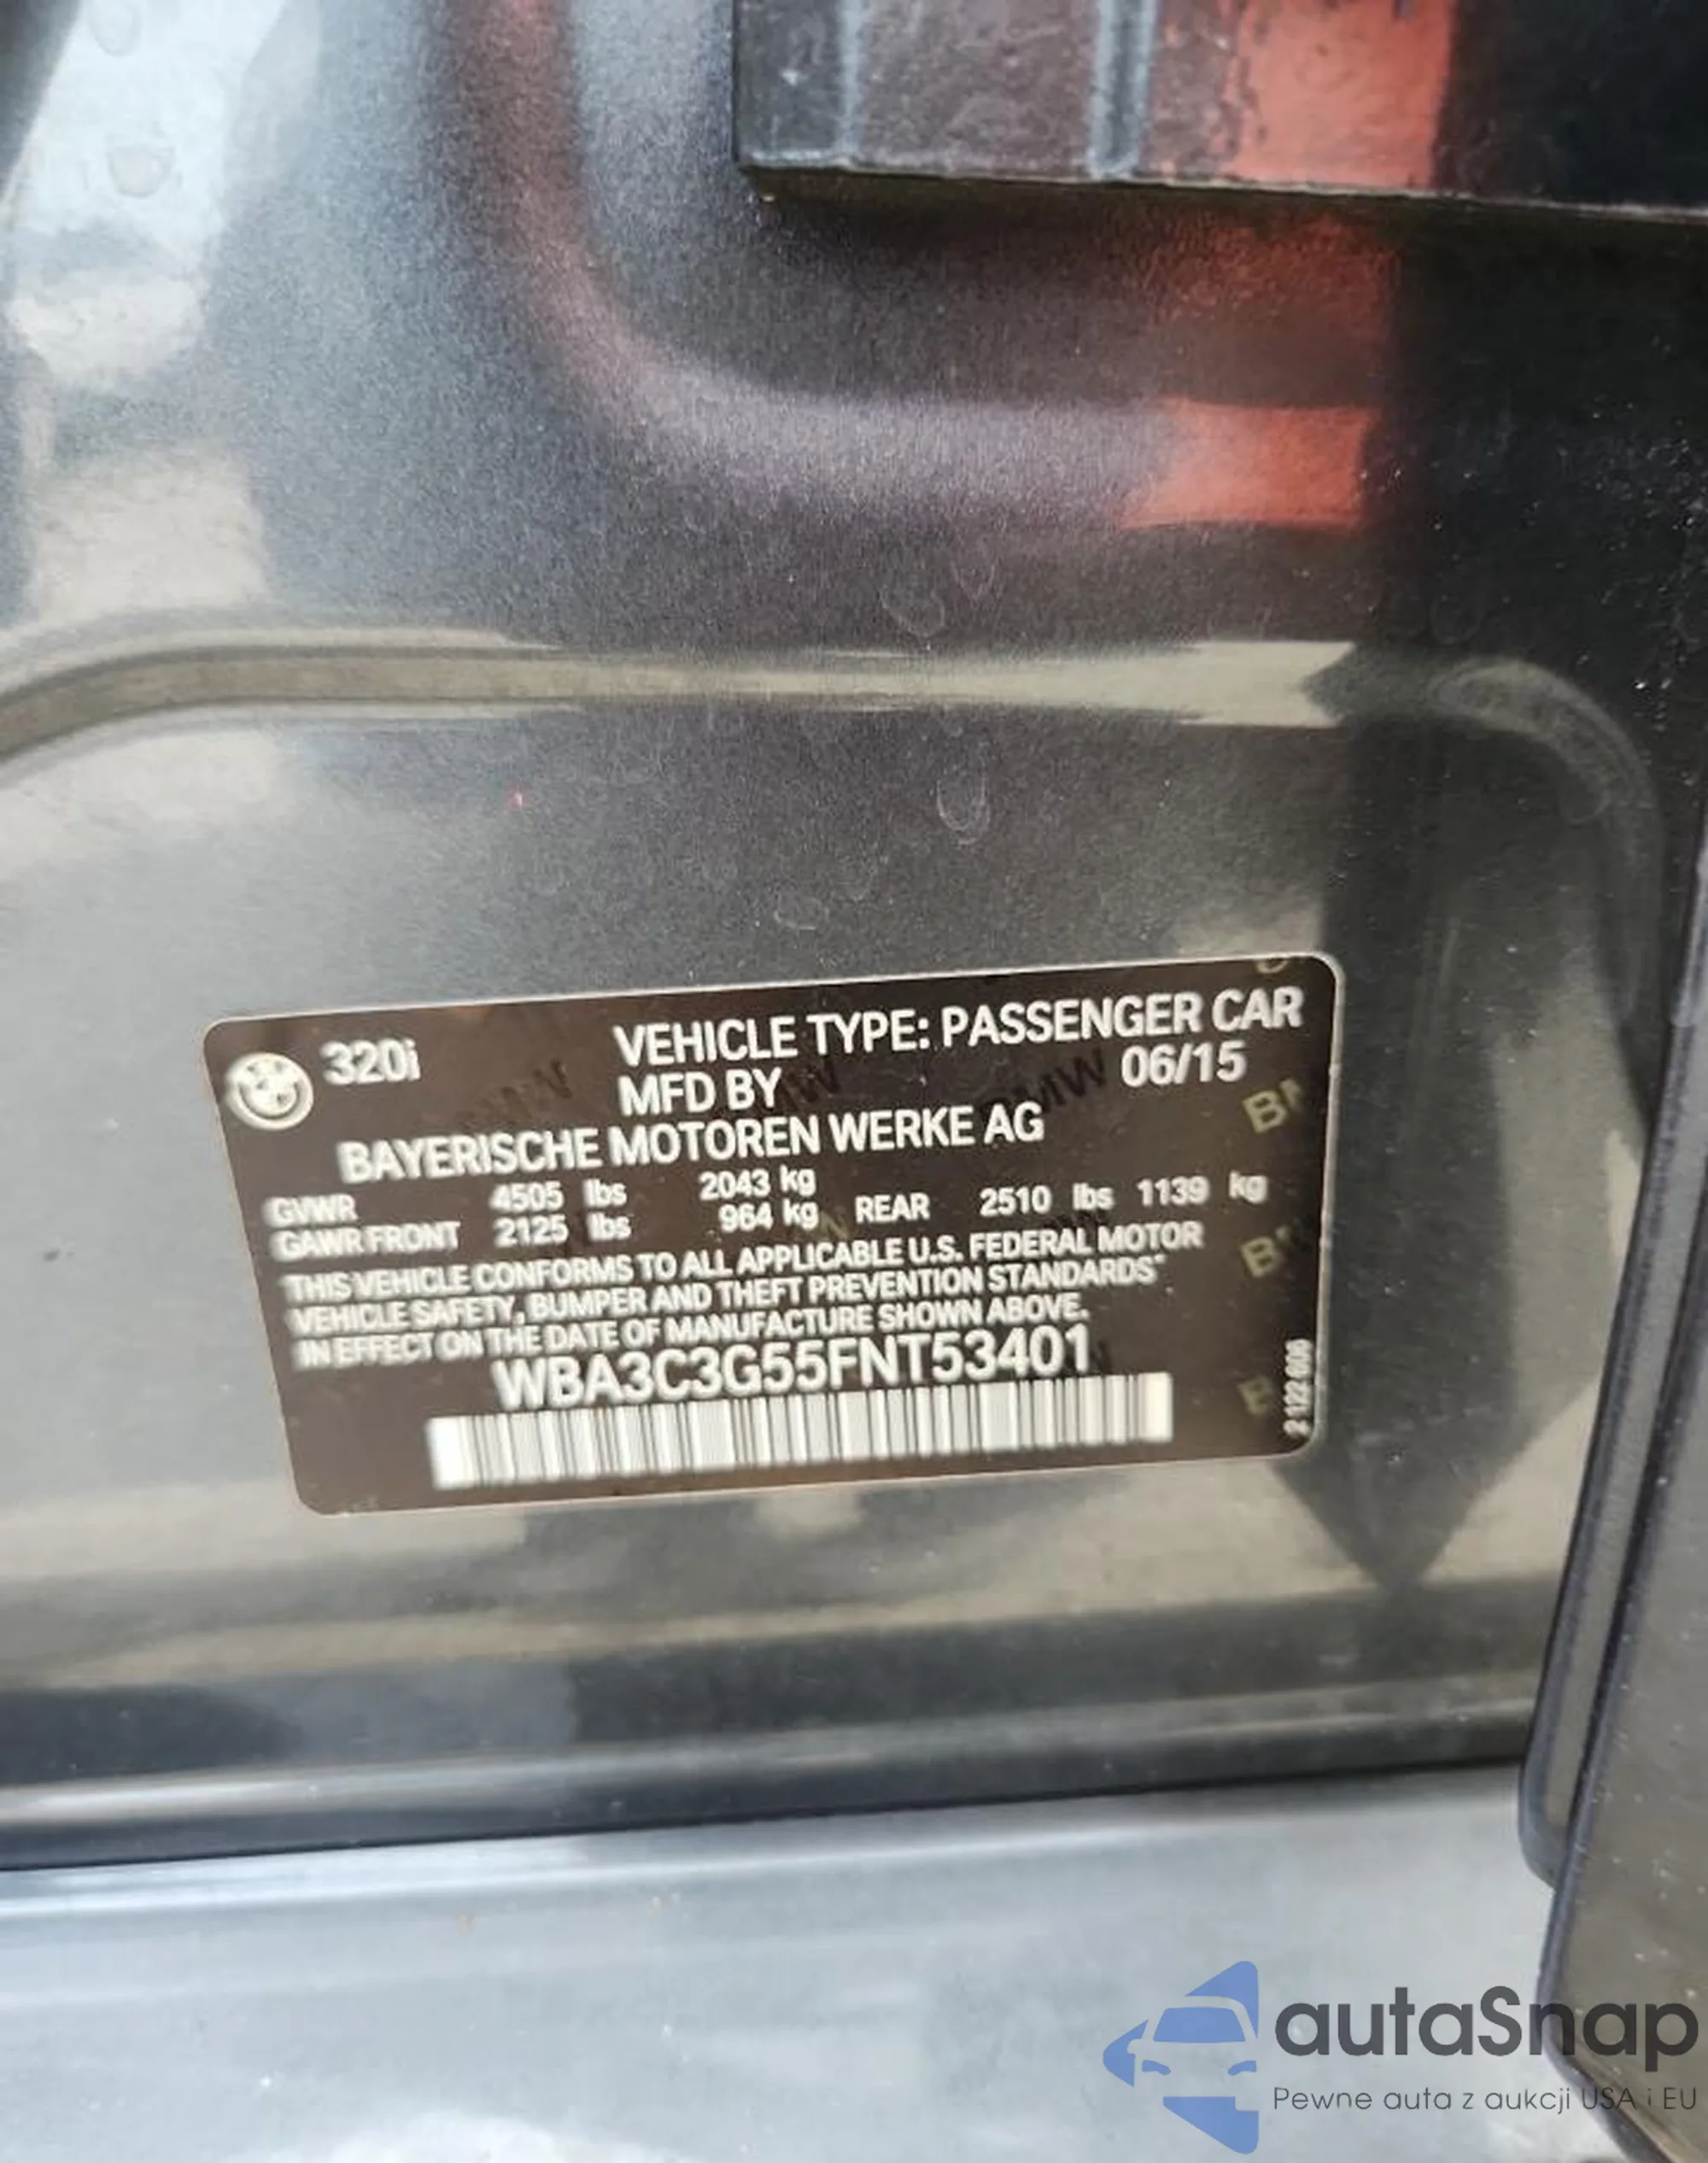 320i
VEHICLE TYPE: PASSENGER CAR
MFD BY 06/15
BAYERISCHE MOTOREN WERKE AG
GVWR 4505 lbs 2043 kg
GAWR FRONT 2125 lbs 964 kg REAR 2510 lbs 1139 kg
THIS VEHICLE CONFORMS TO ALL APPLICABLE U.S. FEDERAL MOTOR
VEHICLE SAFETY, BUMPER AND THEFT PREVENTION STANDARDS
IN EFFECT ON THE DATE OF MANUFACTURE SHOWN ABOVE.
WBA3C3G55FNT53401
autaSnap
Pewne auta z aukcji USA i EU